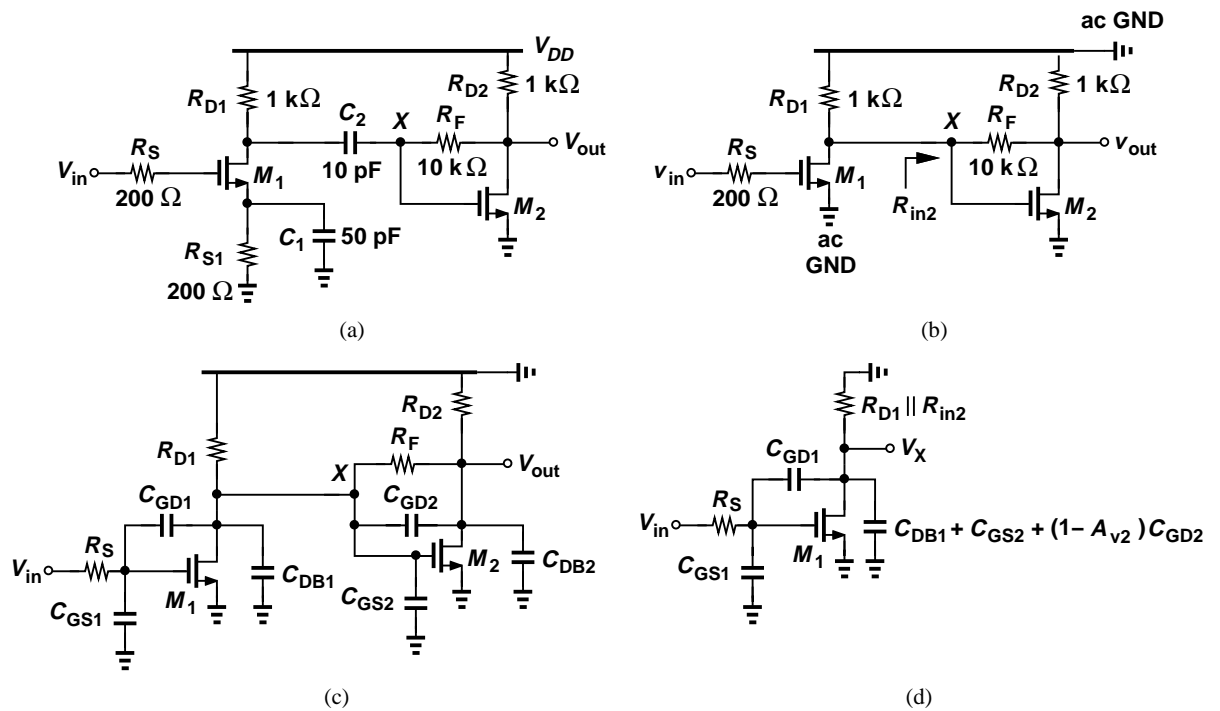 V_DD
R_D1 1 kΩ
R_D2 1 kΩ
C_2
10 pF
X
R_F
10 k Ω
V_out
V_in
R_S
200 Ω
M_1
M_2
R_S1
200 Ω
C_1 50 pF
(a)
ac GND
R_D1 1 kΩ
R_D2 1 kΩ
X
R_F
10 k Ω
v_out
v_in
R_S
200 Ω
M_1
R_in2
M_2
ac
GND
(b)
R_D2
R_D1
R_F
X
V_out
C_GD1
C_GD2
R_S
V_in
M_1
M_2
C_DB1
C_DB2
C_GS1
C_GS2
(c)
R_D1 || R_in2
V_X
C_GD1
R_S
V_in
M_1
C_DB1 + C_GS2 + (1− A_v2 ) C_GD2
C_GS1
(d)